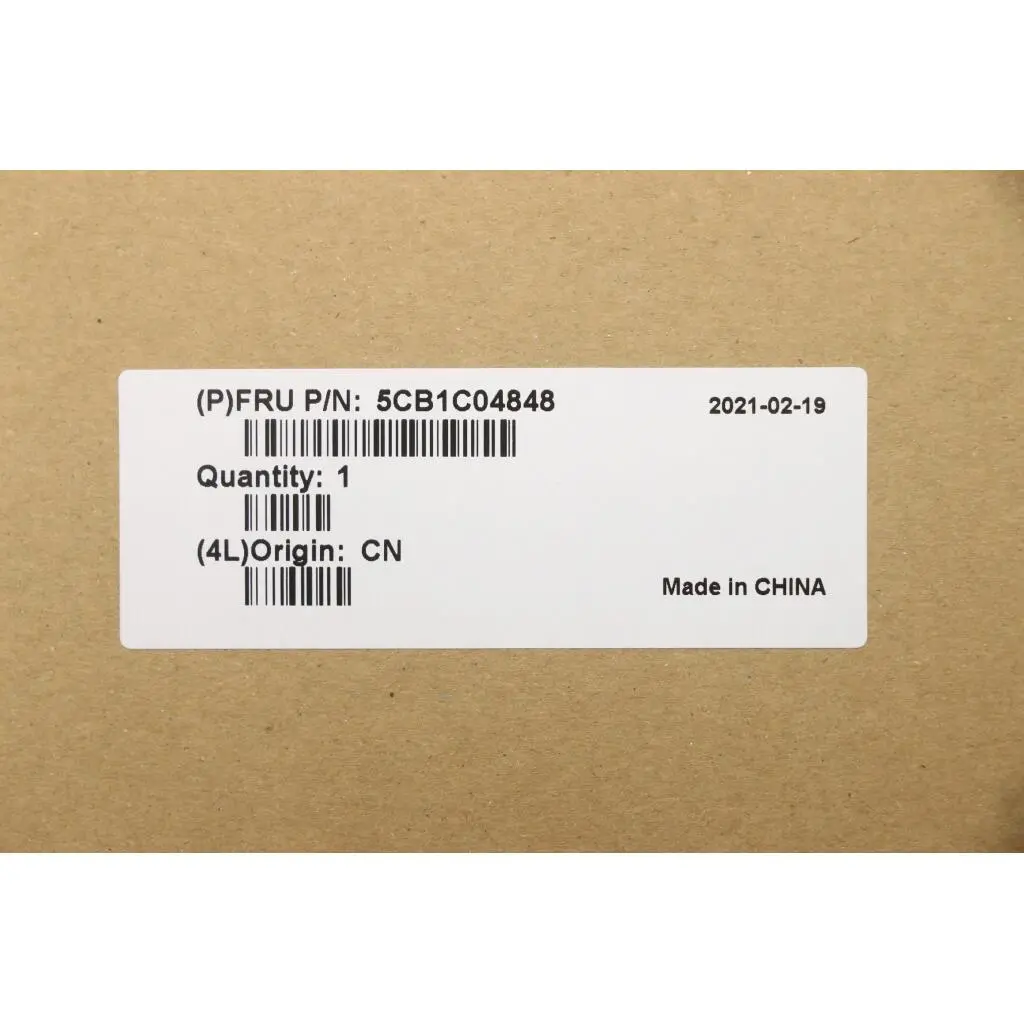 (P)FRU P/N: 5CB1C04848
2021-02-19
Quantity: 1
(4L)Origin: CN
Made in CHINA